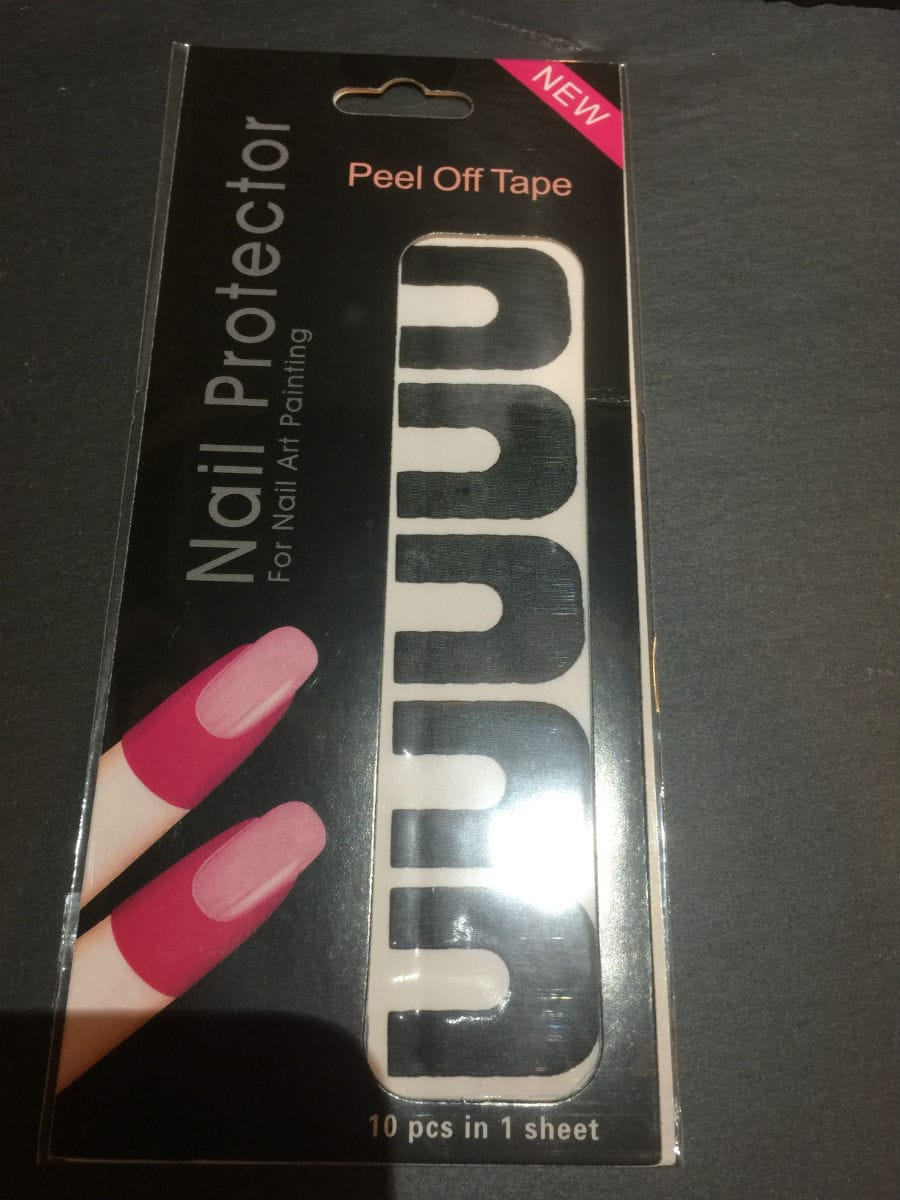 NEW
Peel Off Tape
Nail Protector
For Nail Art Painting
10 pcs in 1 sheet